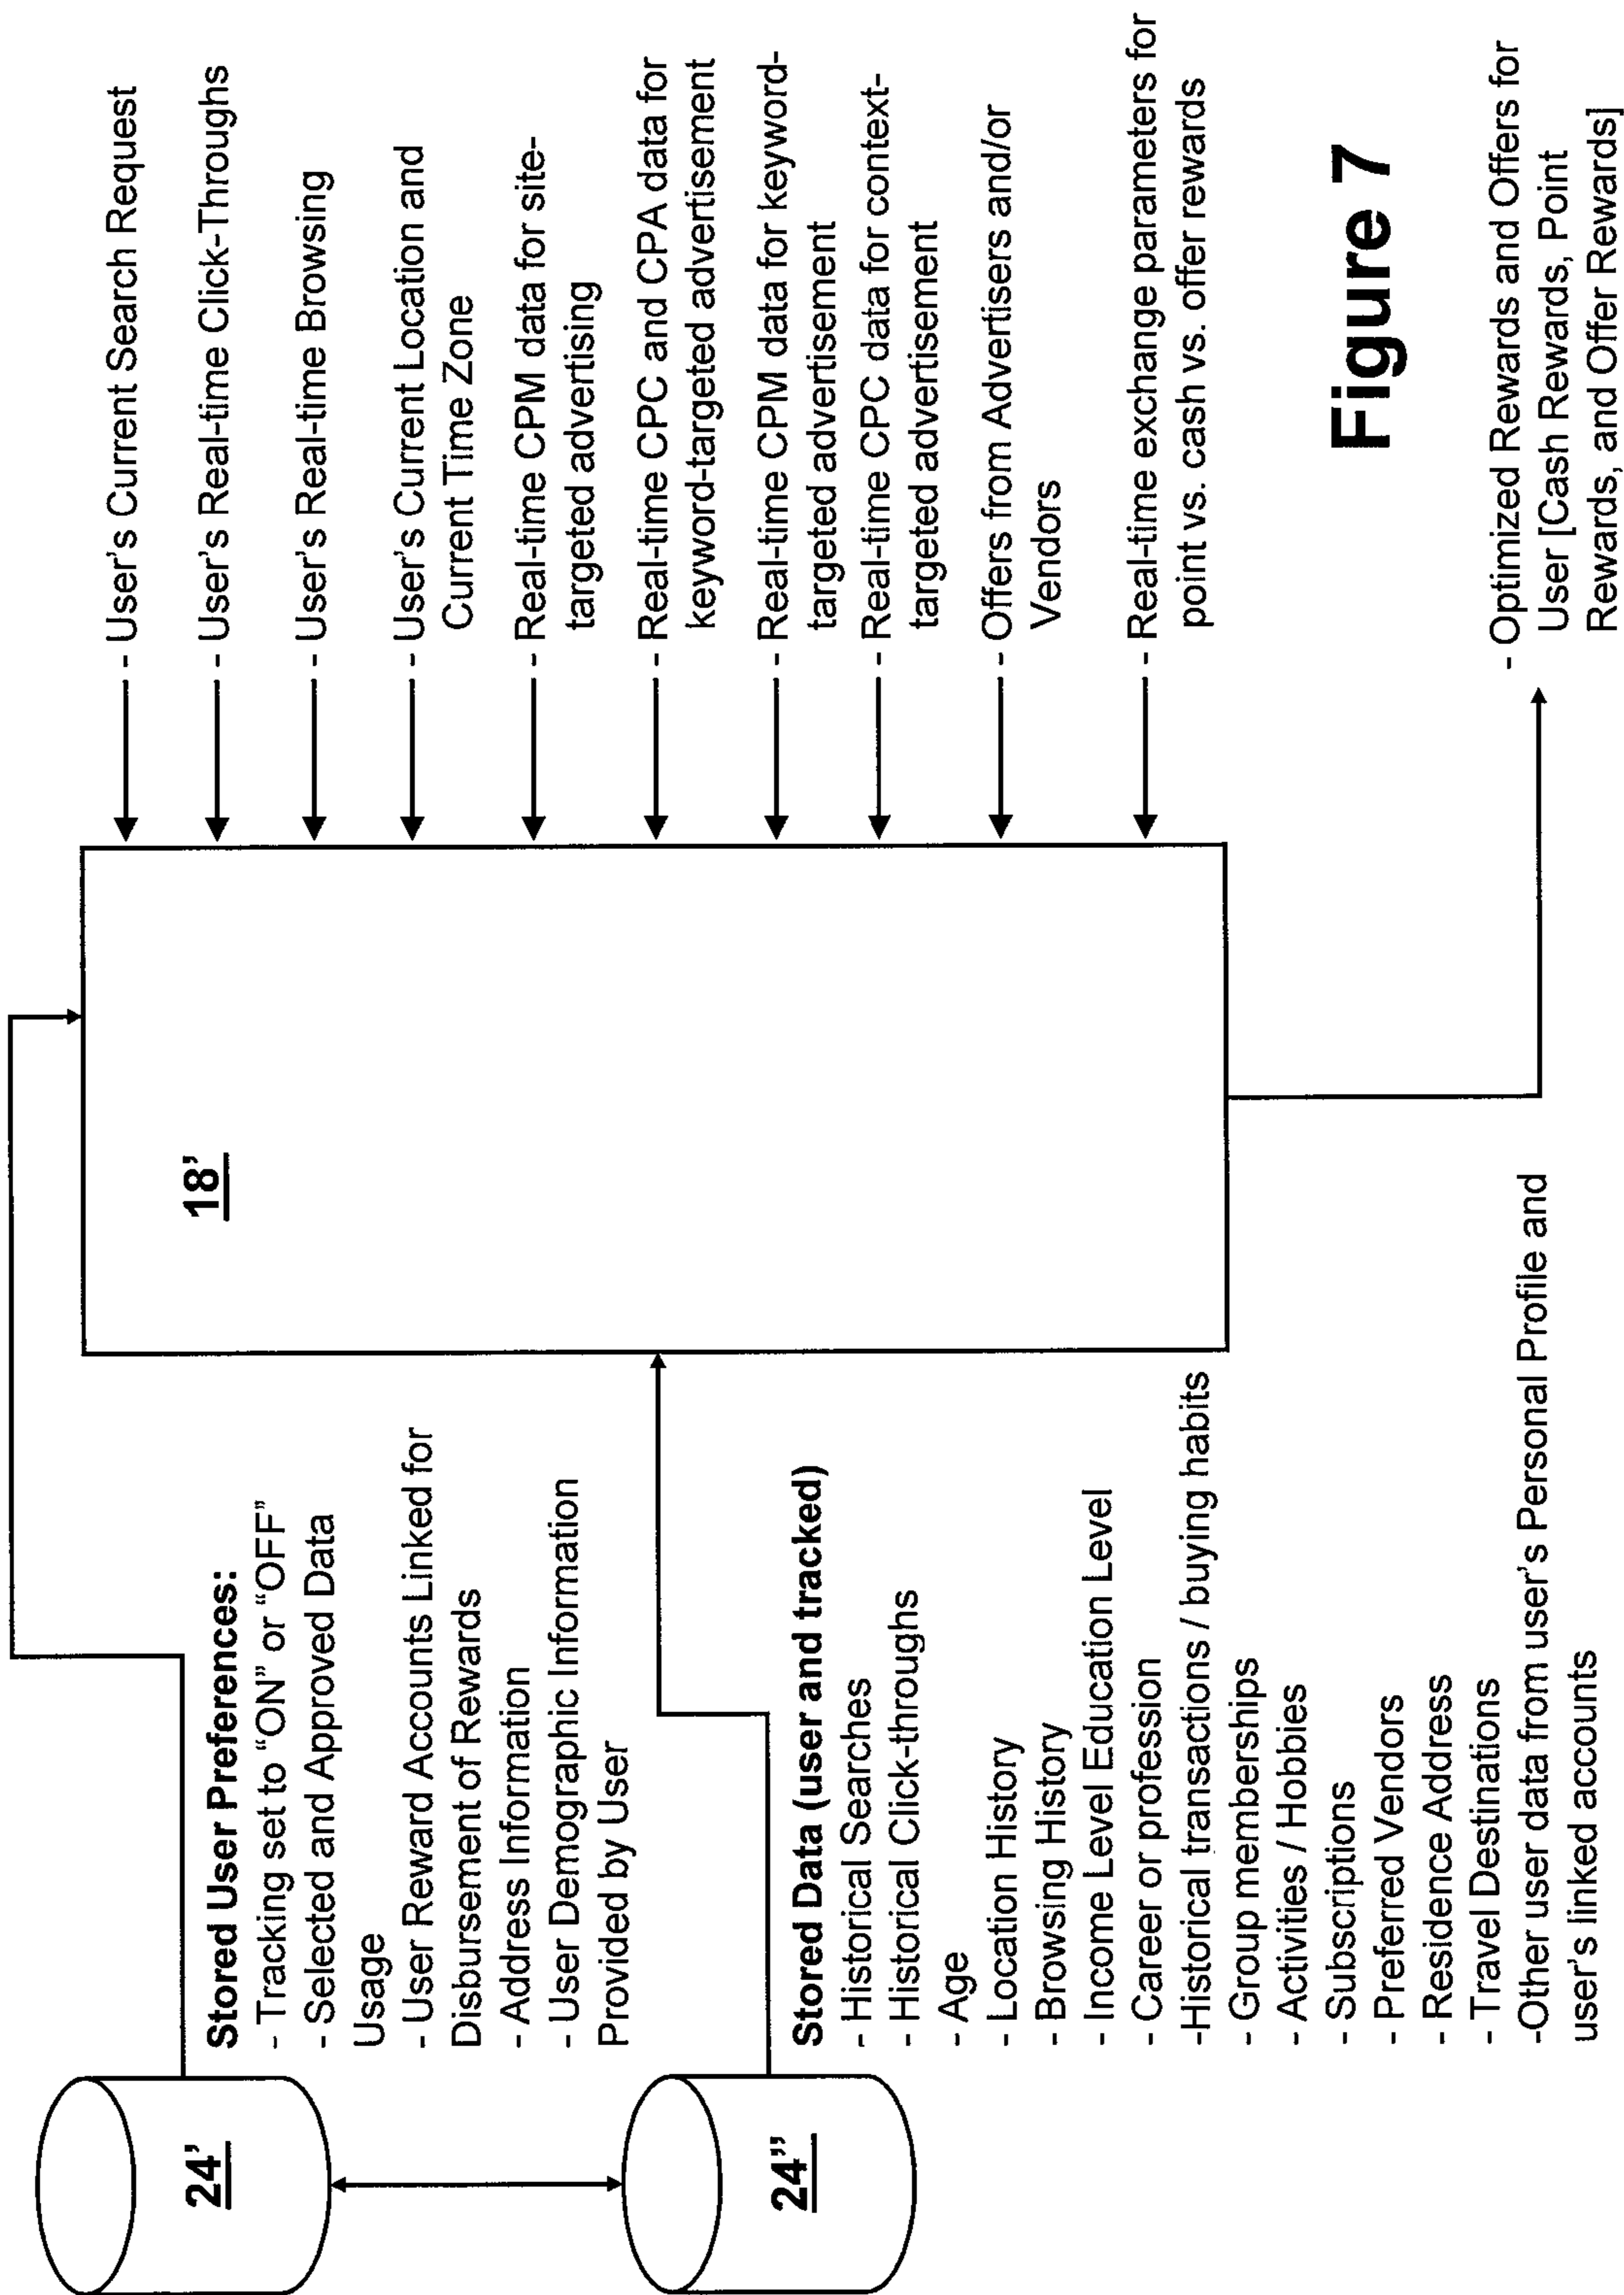 24'
Stored User Preferences:
- Tracking set to “ON” or “OFF”
- Selected and Approved Data
Usage
- User Reward Accounts Linked for
Disbursement of Rewards
- Address Information
- User Demographic Information
Provided by User
24”
Stored Data (user and tracked)
- Historical Searches
- Historical Click-throughs
- Age
- Location History
- Browsing History
- Income Level Education Level
- Career or profession
-Historical transactions / buying habits
- Group memberships
- Activities / Hobbies
- Subscriptions
- Preferred Vendors
- Residence Address
- Travel Destinations
-Other user data from user's Personal Profile and
user's linked accounts
18'
- User's Current Search Request
- User's Real-time Click-Throughs
- User's Real-time Browsing
- User's Current Location and
Current Time Zone
- Real-time CPM data for site-
targeted advertising
- Real-time CPC and CPA data for
keyword-targeted advertisement
- Real-time CPM data for keyword-
targeted advertisement
- Real-time CPC data for context-
targeted advertisement
- Offers from Advertisers and/or
Vendors
- Real-time exchange parameters for
point vs. cash vs. offer rewards
Figure 7
- Optimized Rewards and Offers for
User [Cash Rewards, Point
Rewards, and Offer Rewards]